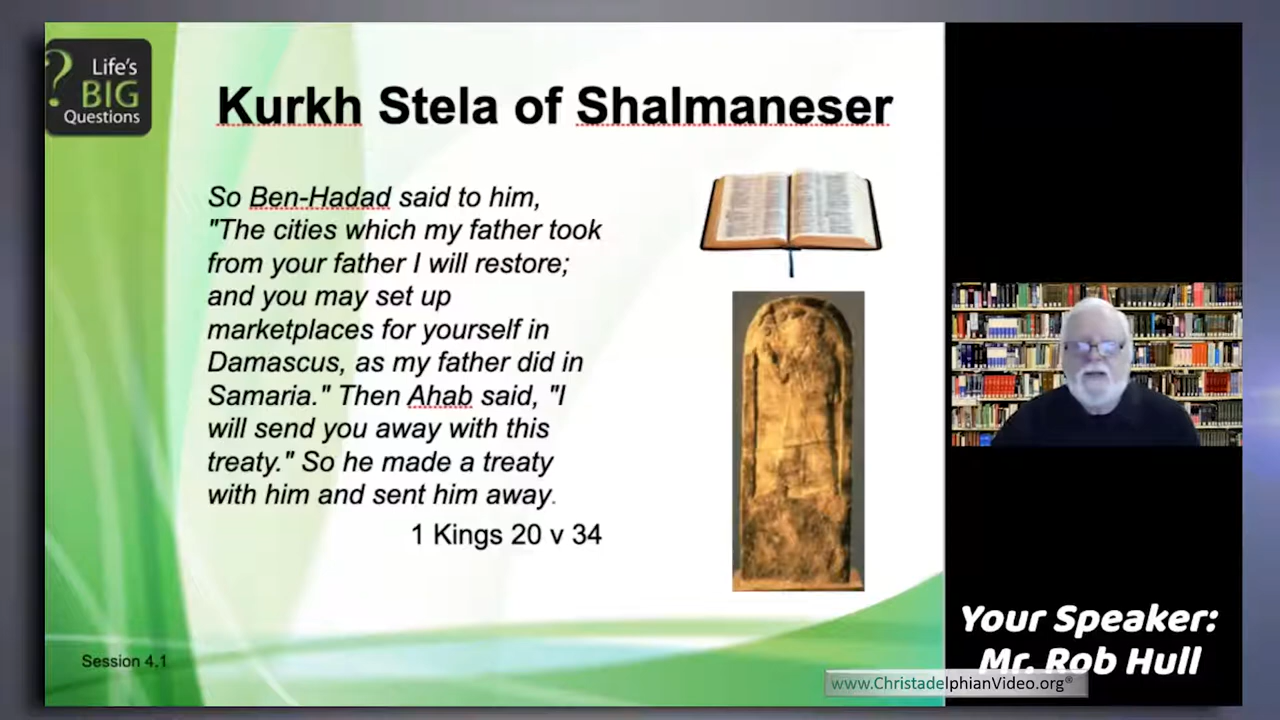 ?
Life's
BIG
Questions
Kurkh Stela of Shalmaneser
So Ben-Hadad said to him,
"The cities which my father took
from your father I will restore;
and you may set up
marketplaces for yourself in
Damascus, as my father did in
Samaria." Then Ahab said, "I
will send you away with this
treaty." So he made a treaty
with him and sent him away.
1 Kings 20 v 34
Session 4.1
Your Speaker:
Mr. Rob Hull
www.ChristadelphianVideo.org®